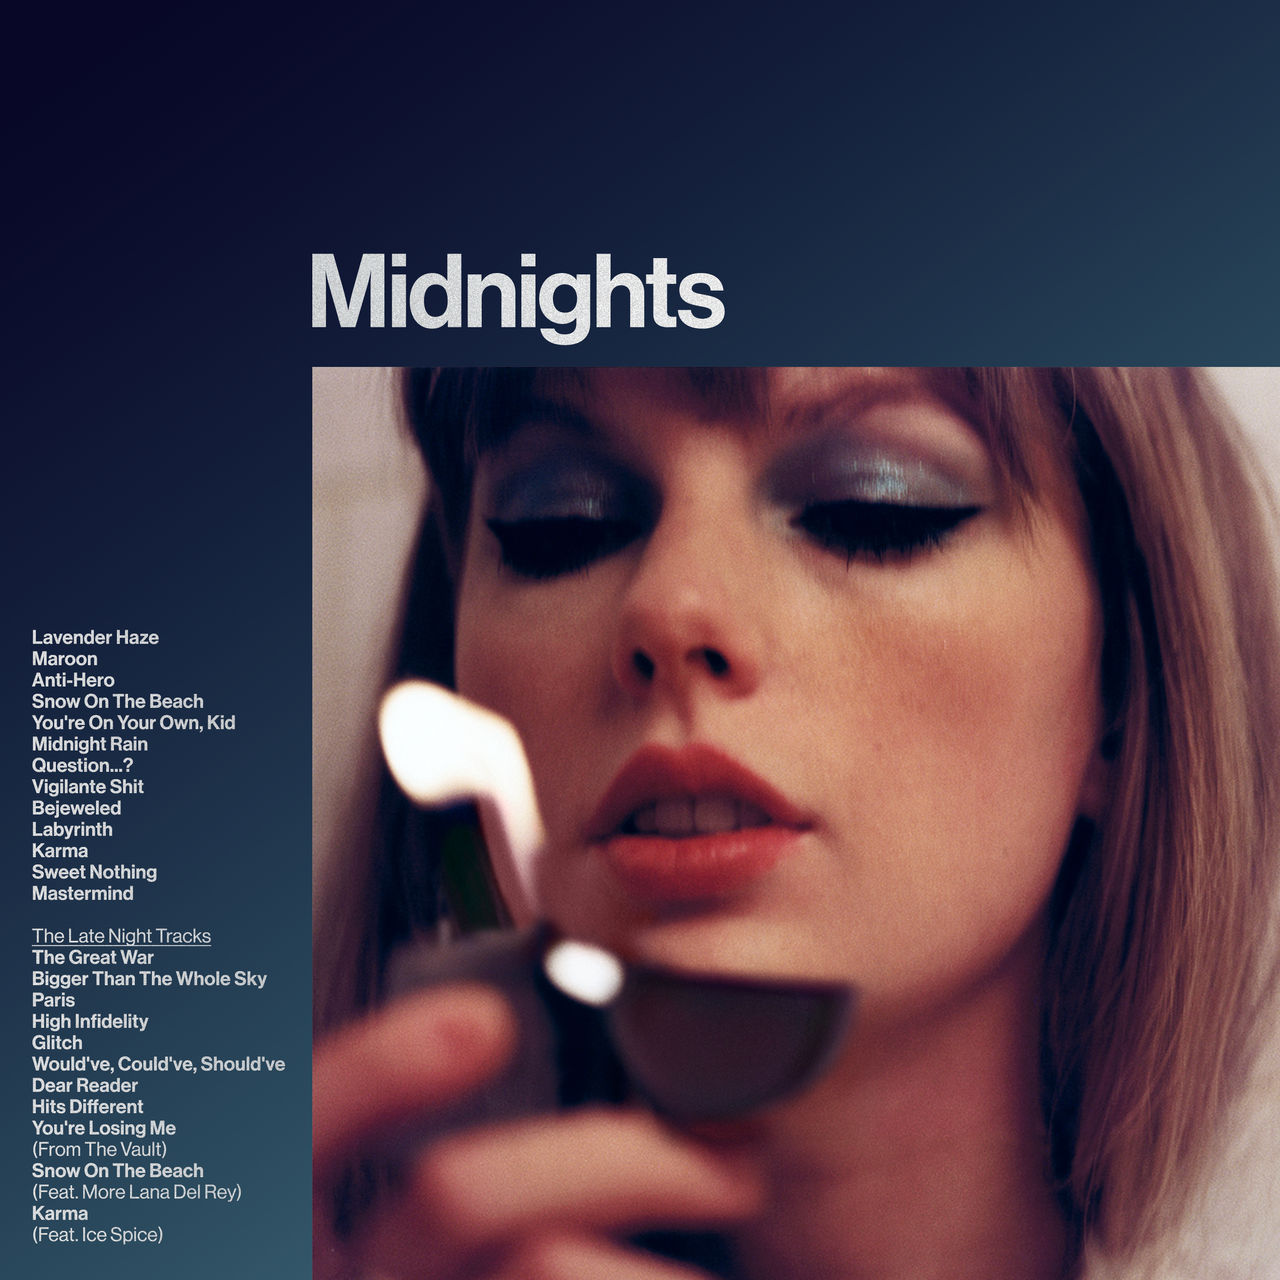 Midnights
Lavender Haze
Maroon
Anti-Hero
Snow On The Beach
You're On Your Own, Kid
Midnight Rain
Question...?
Vigilante Shit
Bejeweled
Labyrinth
Karma
Sweet Nothing
Mastermind
The Late Night Tracks
The Great War
Bigger Than The Whole Sky
Paris
High Infidelity
Glitch
Would've, Could've, Should've
Dear Reader
Hits Different
You're Losing Me
(From The Vault)
Snow On The Beach
(Feat. More Lana Del Rey)
Karma
(Feat. Ice Spice)